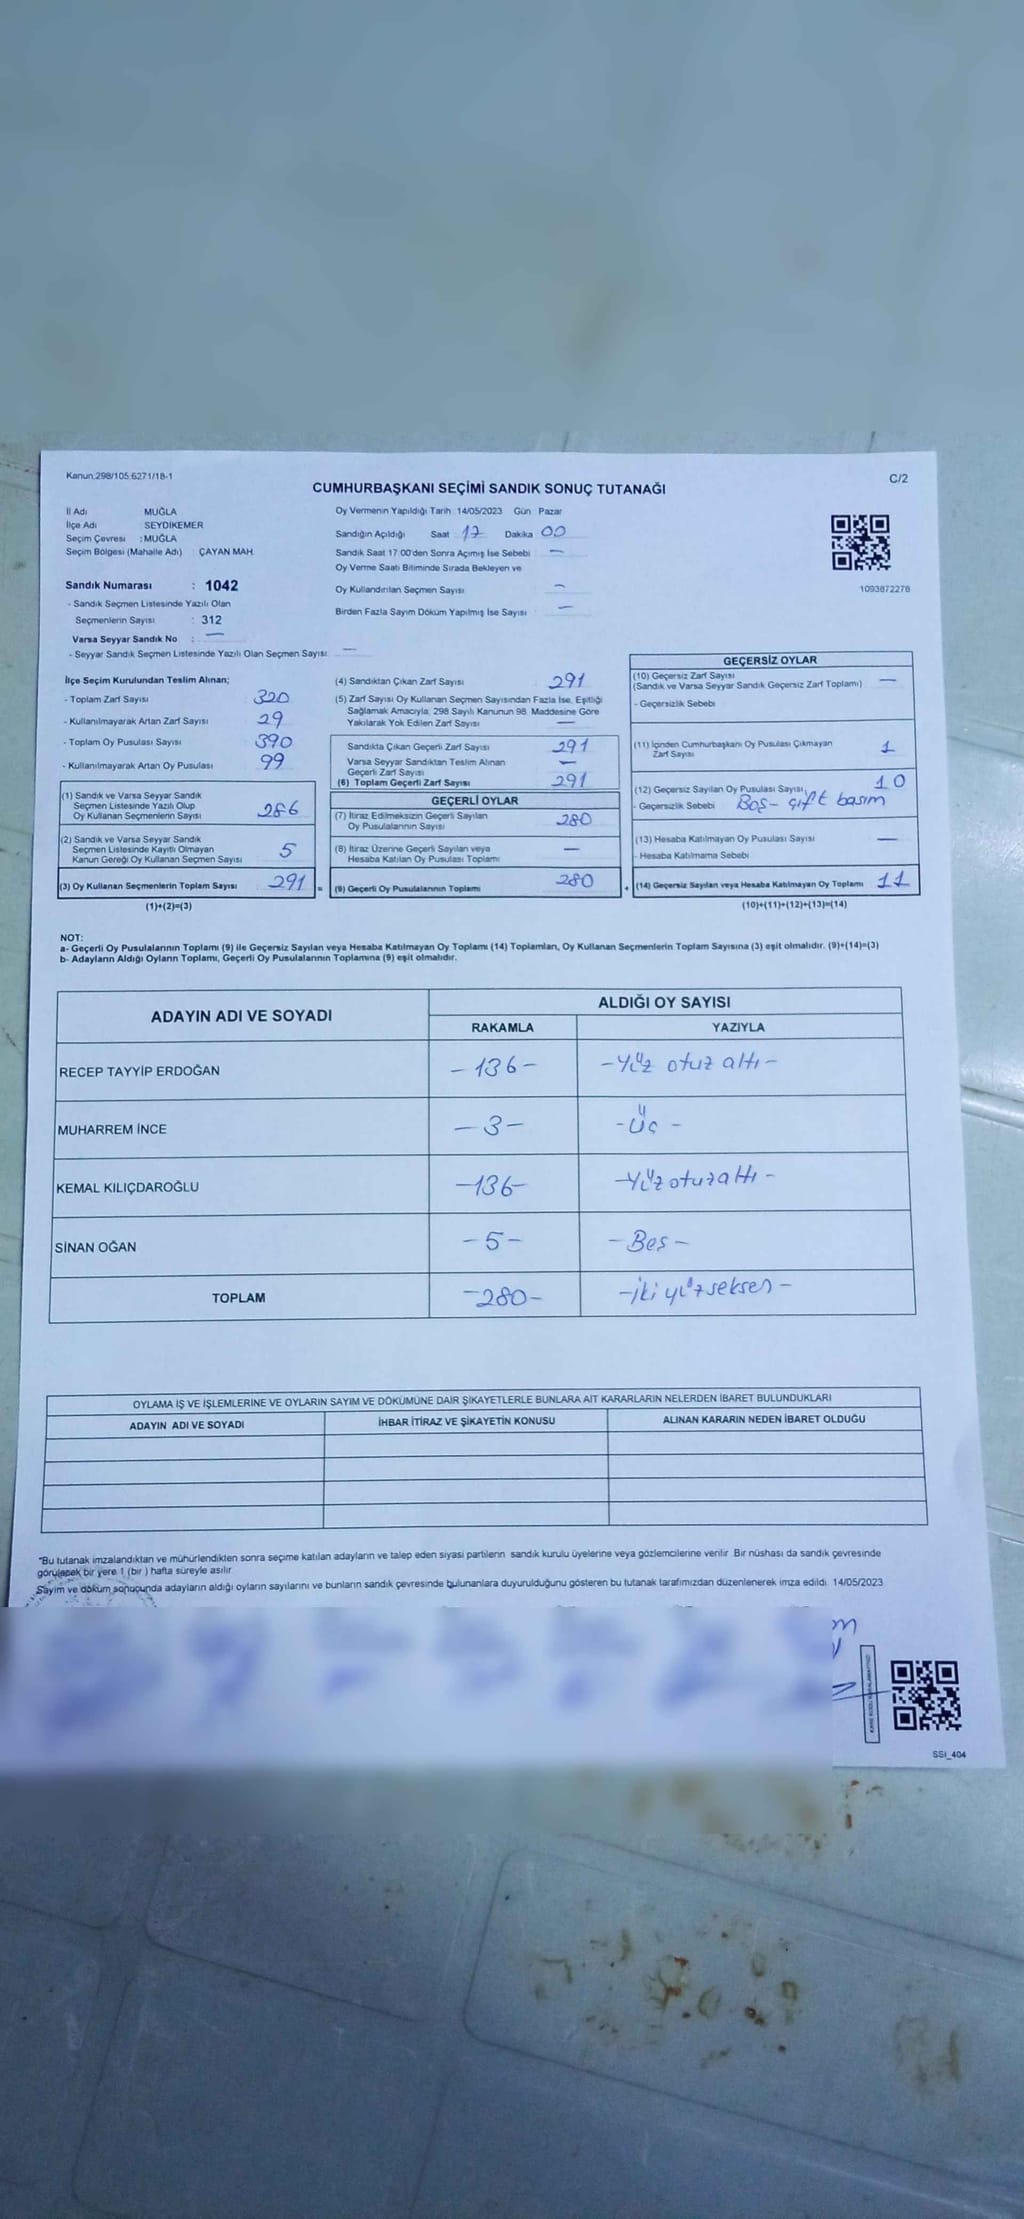 Kanun:298/105 6271/18-1
C/2
CUMHURBAŞKANI SEÇİMİ SANDIK SONUÇ TUTANAĞI
İl Adı MUĞLA
İlçe Adı SEYDİKEMER
Seçim Çevresi : MUĞLA
Seçim Bölgesi (Mahalle Adı) : ÇAYAN MAH.
Sandık Numarası : 1042
- Sandık Seçmen Listesinde Yazılı Olan
Seçmenlerin Sayısı : 312
Varsa Seyyar Sandık No : —
- Seyyar Sandık Seçmen Listesinde Yazılı Olan Seçmen Sayısı: —
Oy Vermenin Yapıldığı Tarih 14/05/2023 Gün Pazar
Sandığın Açıldığı Saat 17 Dakika 00
Sandık Saat 17:00'den Sonra Açımış İse Sebebi —
Oy Verme Saati Bitiminde Sırada Bekleyen ve
Oy Kullandırılan Seçmen Sayısı —
Birden Fazla Sayım Döküm Yapılmış İse Sayısı —
1093872276
İlçe Seçim Kurulundan Teslim Alınan;
- Toplam Zarf Sayısı 320
- Kullanılmayarak Artan Zarf Sayısı 29
- Toplam Oy Pusulası Sayısı 390
- Kullanılmayarak Artan Oy Pusulası 99
(1) Sandık ve Varsa Seyyar Sandık
Seçmen Listesinde Yazılı Olup
Oy Kullanan Seçmenlerin Sayısı 286
(2) Sandık ve Varsa Seyyar Sandık
Seçmen Listesinde Kayıtlı Olmayan
Kanun Gereği Oy Kullanan Seçmen Sayısı 5
(3) Oy Kullanan Seçmenlerin Toplam Sayısı 291 =
(1)+(2)=(3)
(4) Sandıktan Çıkan Zarf Sayısı 291
(5) Zarf Sayısı Oy Kullanan Seçmen Sayısından Fazla İse, Eşitliği
Sağlamak Amacıyla, 298 Sayılı Kanunun 98. Maddesine Göre
Yakılarak Yok Edilen Zarf Sayısı —
Sandıkta Çıkan Geçerli Zarf Sayısı 291
Varsa Seyyar Sandıktan Teslim Alınan
Geçerli Zarf Sayısı —
(6) Toplam Geçerli Zarf Sayısı 291
GEÇERLİ OYLAR
(7) İtiraz Edilmeksizin Geçerli Sayılan
Oy Pusulalarının Sayısı 280
(8) İtiraz Üzerine Geçerli Sayılan veya
Hesaba Katılan Oy Pusulası Toplamı —
(9) Geçerli Oy Pusulalarının Toplamı 280 +
GEÇERSİZ OYLAR
(10) Geçersiz Zarf Sayısı
(Sandık ve Varsa Seyyar Sandık Geçersiz Zarf Toplamı) —
- Geçersizlik Sebebi
(11) İçinden Cumhurbaşkanı Oy Pusulası Çıkmayan
Zarf Sayısı 1
(12) Geçersiz Sayılan Oy Pusulası Sayısı, 10
- Geçersizlik Sebebi Boş- çift basım
(13) Hesaba Katılmayan Oy Pusulası Sayısı —
- Hesaba Katılmama Sebebi
(14) Geçersiz Sayılan veya Hesaba Katılmayan Oy Toplamı 11
(10)+(11)+(12)+(13)=(14)
NOT:
a- Geçerli Oy Pusulalarının Toplamı (9) ile Geçersiz Sayılan veya Hesaba Katılmayan Oy Toplamı (14) Toplamları, Oy Kullanan Seçmenlerin Toplam Sayısına (3) eşit olmalıdır. (9)+(14)=(3)
b- Adayların Aldığı Oyların Toplamı, Geçerli Oy Pusulalarının Toplamına (9) eşit olmalıdır.
ADAYIN ADI VE SOYADI ALDIĞI OY SAYISI
RAKAMLA YAZIYLA
RECEP TAYYİP ERDOĞAN -136- -Yüz otuz altı-
MUHARREM İNCE -3- -Üç-
KEMAL KILIÇDAROĞLU -136- -Yüzotuzaltı-
SİNAN OĞAN -5- -Beş-
TOPLAM -280- -İkiyüzseksen-
OYLAMA İŞ VE İŞLEMLERİNE VE OYLARIN SAYIM VE DÖKÜMÜNE DAİR ŞİKAYETLERLE BUNLARA AİT KARARLARIN NELERDEN İBARET BULUNDUKLARI
ADAYIN ADI VE SOYADI İHBAR İTİRAZ VE ŞİKAYETİN KONUSU ALINAN KARARIN NEDEN İBARET OLDUĞU
"Bu tutanak imzalandıktan ve mühürlendikten sonra seçime katılan adayların ve talep eden siyasi partilerin sandık kurulu üyelerine veya gözlemcilerine verilir. Bir nüshası da sandık çevresinde
görülecek bir yere 1 (bir) hafta süreyle asılır.
Sayım ve döküm sonucunda adayların aldığı oyların sayılarını ve bunların sandık çevresinde bulunanlara duyurulduğunu gösteren bu tutanak tarafımızdan düzenlenerek imza edildi. 14/05/2023
SSI_404